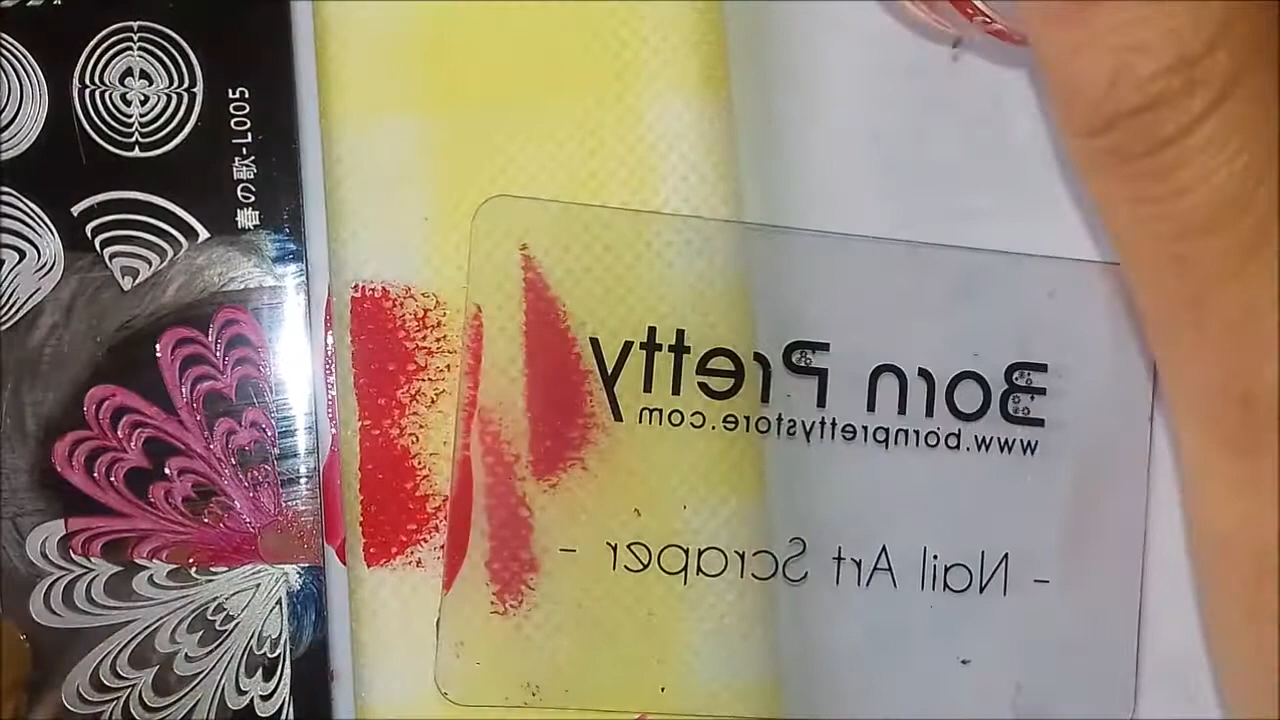 春の歌-L005
Born Pretty
www.bornprettystore.com
- Nail Art Scraper -